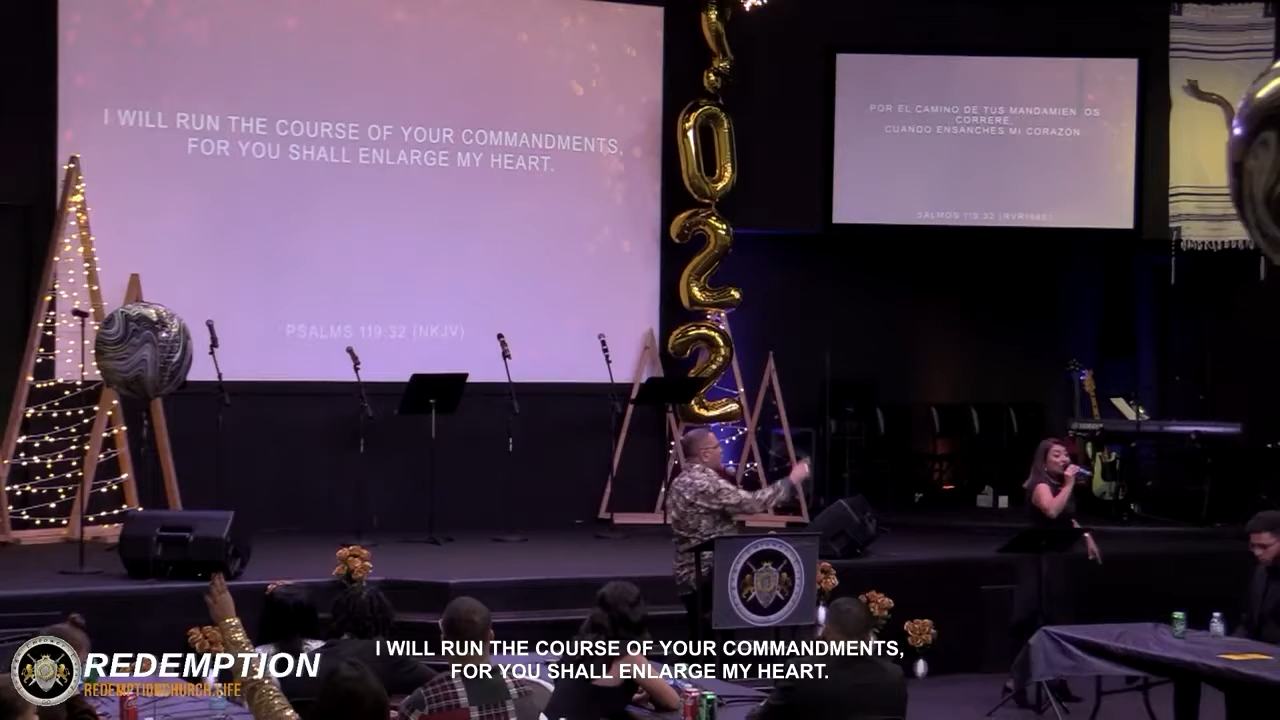 I WILL RUN THE COURSE OF YOUR COMMANDMENTS,
FOR YOU SHALL ENLARGE MY HEART.
PSALMS 119:32 (NKJV)
2022
POR EL CAMINO DE TUS MANDAMIEN OS
CORRERÉ,
CUANDO ENSANCHES MI CORAZÓN
SALMOS 119:32 (RVR1960)
I WILL RUN THE COURSE OF YOUR COMMANDMENTS,
FOR YOU SHALL ENLARGE MY HEART.
REDEMPTION
REDEMPTIONCHURCH.LIFE